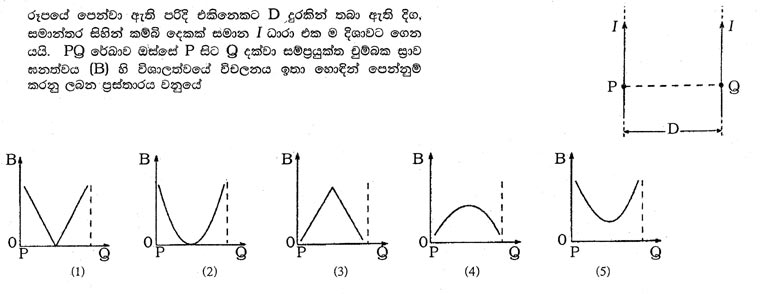 රූපයේ පෙන්වා ඇති පරිදි එකිනෙකට D දුරකින් තබා ඇති දිග,
සමාන්තර සිහින් කම්බි දෙකක් සමාන I ධාරා එක ම දිශාවට ගෙන
යයි. PQ රේඛාව ඔස්සේ P සිට Q දක්වා සම්ප්‍රයුක්ත චුම්බක ස්‍රාව
ඝනත්වය (B) හි විශාලත්වයේ විචලනය ඉතා හොඳින් පෙන්නුම්
කරනු ලබන ප්‍රස්තාරය වනුයේ
I I
P Q
D
B B B B B
0 0 0 0 0
P Q P Q P Q P Q P Q
(1) (2) (3) (4) (5)